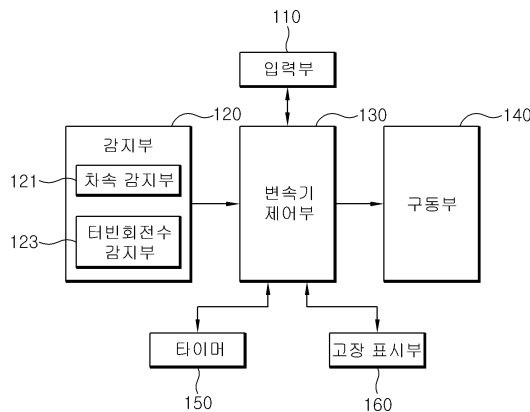 110
입력부
120
130
140
감지부
121
차속 감지부
변속기
제어부
구동부
123
터빈회전수
감지부
타이머
고장 표시부
150
160